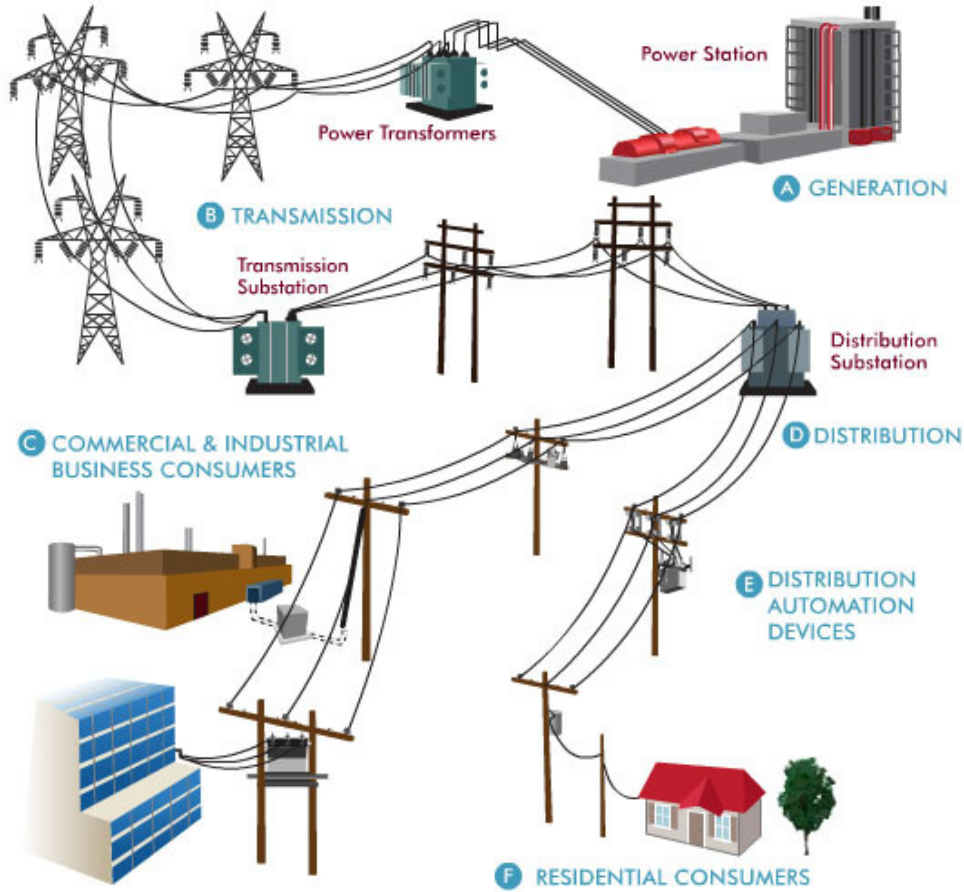 Power Station
Power Transformers
A GENERATION
B TRANSMISSION
Transmission
Substation
Distribution
Substation
C COMMERCIAL & INDUSTRIAL
BUSINESS CONSUMERS
D DISTRIBUTION
E DISTRIBUTION
AUTOMATION
DEVICES
F RESIDENTIAL CONSUMERS